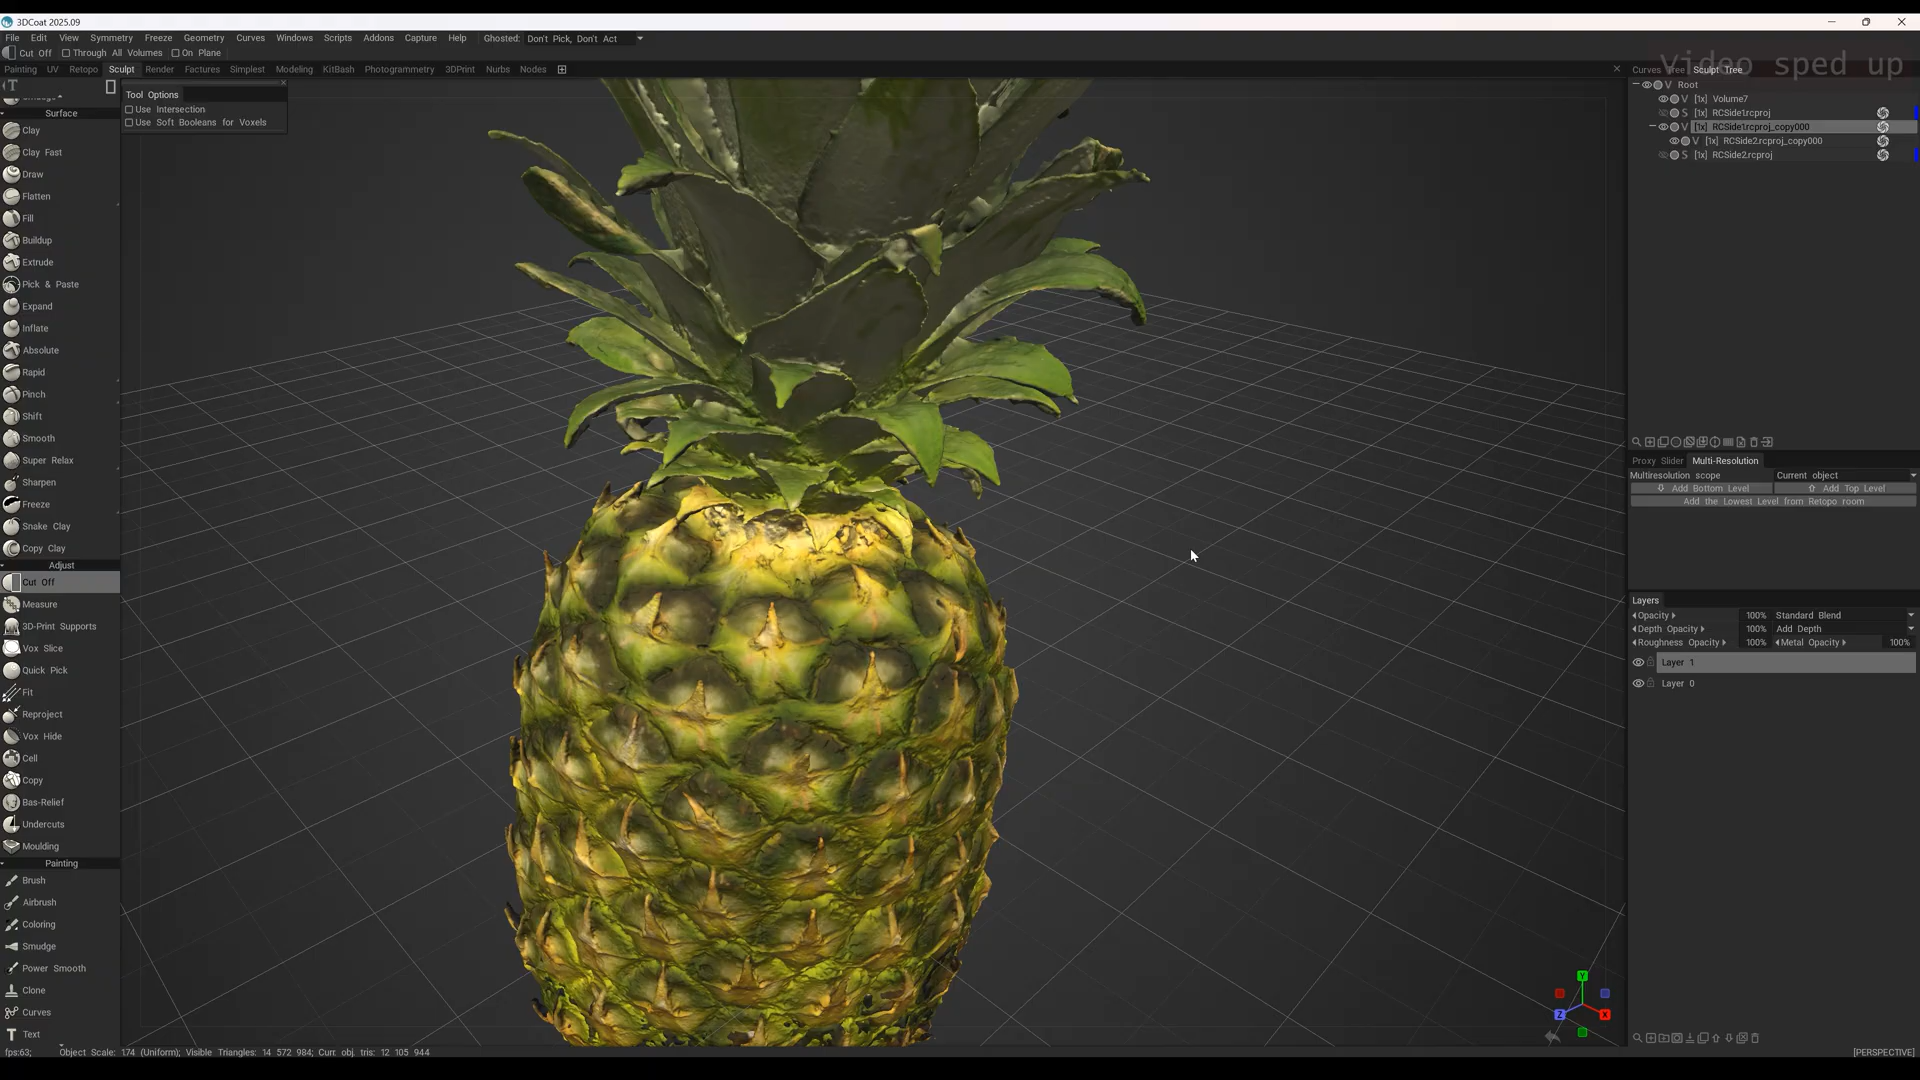 3DCoat 2025.09
File Edit View Symmetry Freeze Geometry Curves Windows Scripts Addons Capture Help Ghosted: Don't Pick, Don't Act
Cut Off Through All Volumes On Plane
Painting UV Retopo Sculpt Render Factures Simplest Modeling KitBash Photogrammetry 3DPrint Nurbs Nodes
Video sped up
Curves Tree Sculpt Tree
Tool Options
Use Intersection
Use Soft Booleans for Voxels
Smudge
Surface
Clay
Clay Fast
Draw
Flatten
Fill
Buildup
Extrude
Pick & Paste
Expand
Inflate
Absolute
Rapid
Pinch
Shift
Smooth
Super Relax
Sharpen
Freeze
Snake Clay
Copy Clay
Adjust
Cut Off
Measure
3D-Print Supports
Vox Slice
Quick Pick
Fit
Reproject
Vox Hide
Cell
Copy
Bas-Relief
Undercuts
Moulding
Painting
Brush
Airbrush
Coloring
Smudge
Power Smooth
Clone
Curves
Text
V Root
V [1x] Volume7
S [1x] RCSide1rcproj
V [1x] RCSide1rcproj_copy000
V [1x] RCSide2.rcproj_copy000
S [1x] RCSide2.rcproj
Proxy Slider Multi-Resolution
Multiresolution scope Current object
Add Bottom Level Add Top Level
Add the Lowest Level from Retopo room
Layers
Opacity 100% Standard Blend
Depth Opacity 100% Add Depth
Roughness Opacity 100% Metal Opacity 100%
Layer 1
Layer 0
Y
Z
X
fps:63; Object Scale: 174 (Uniform); Visible Triangles: 14 572 984; Curr. obj. tris: 12 105 944
[PERSPECTIVE]